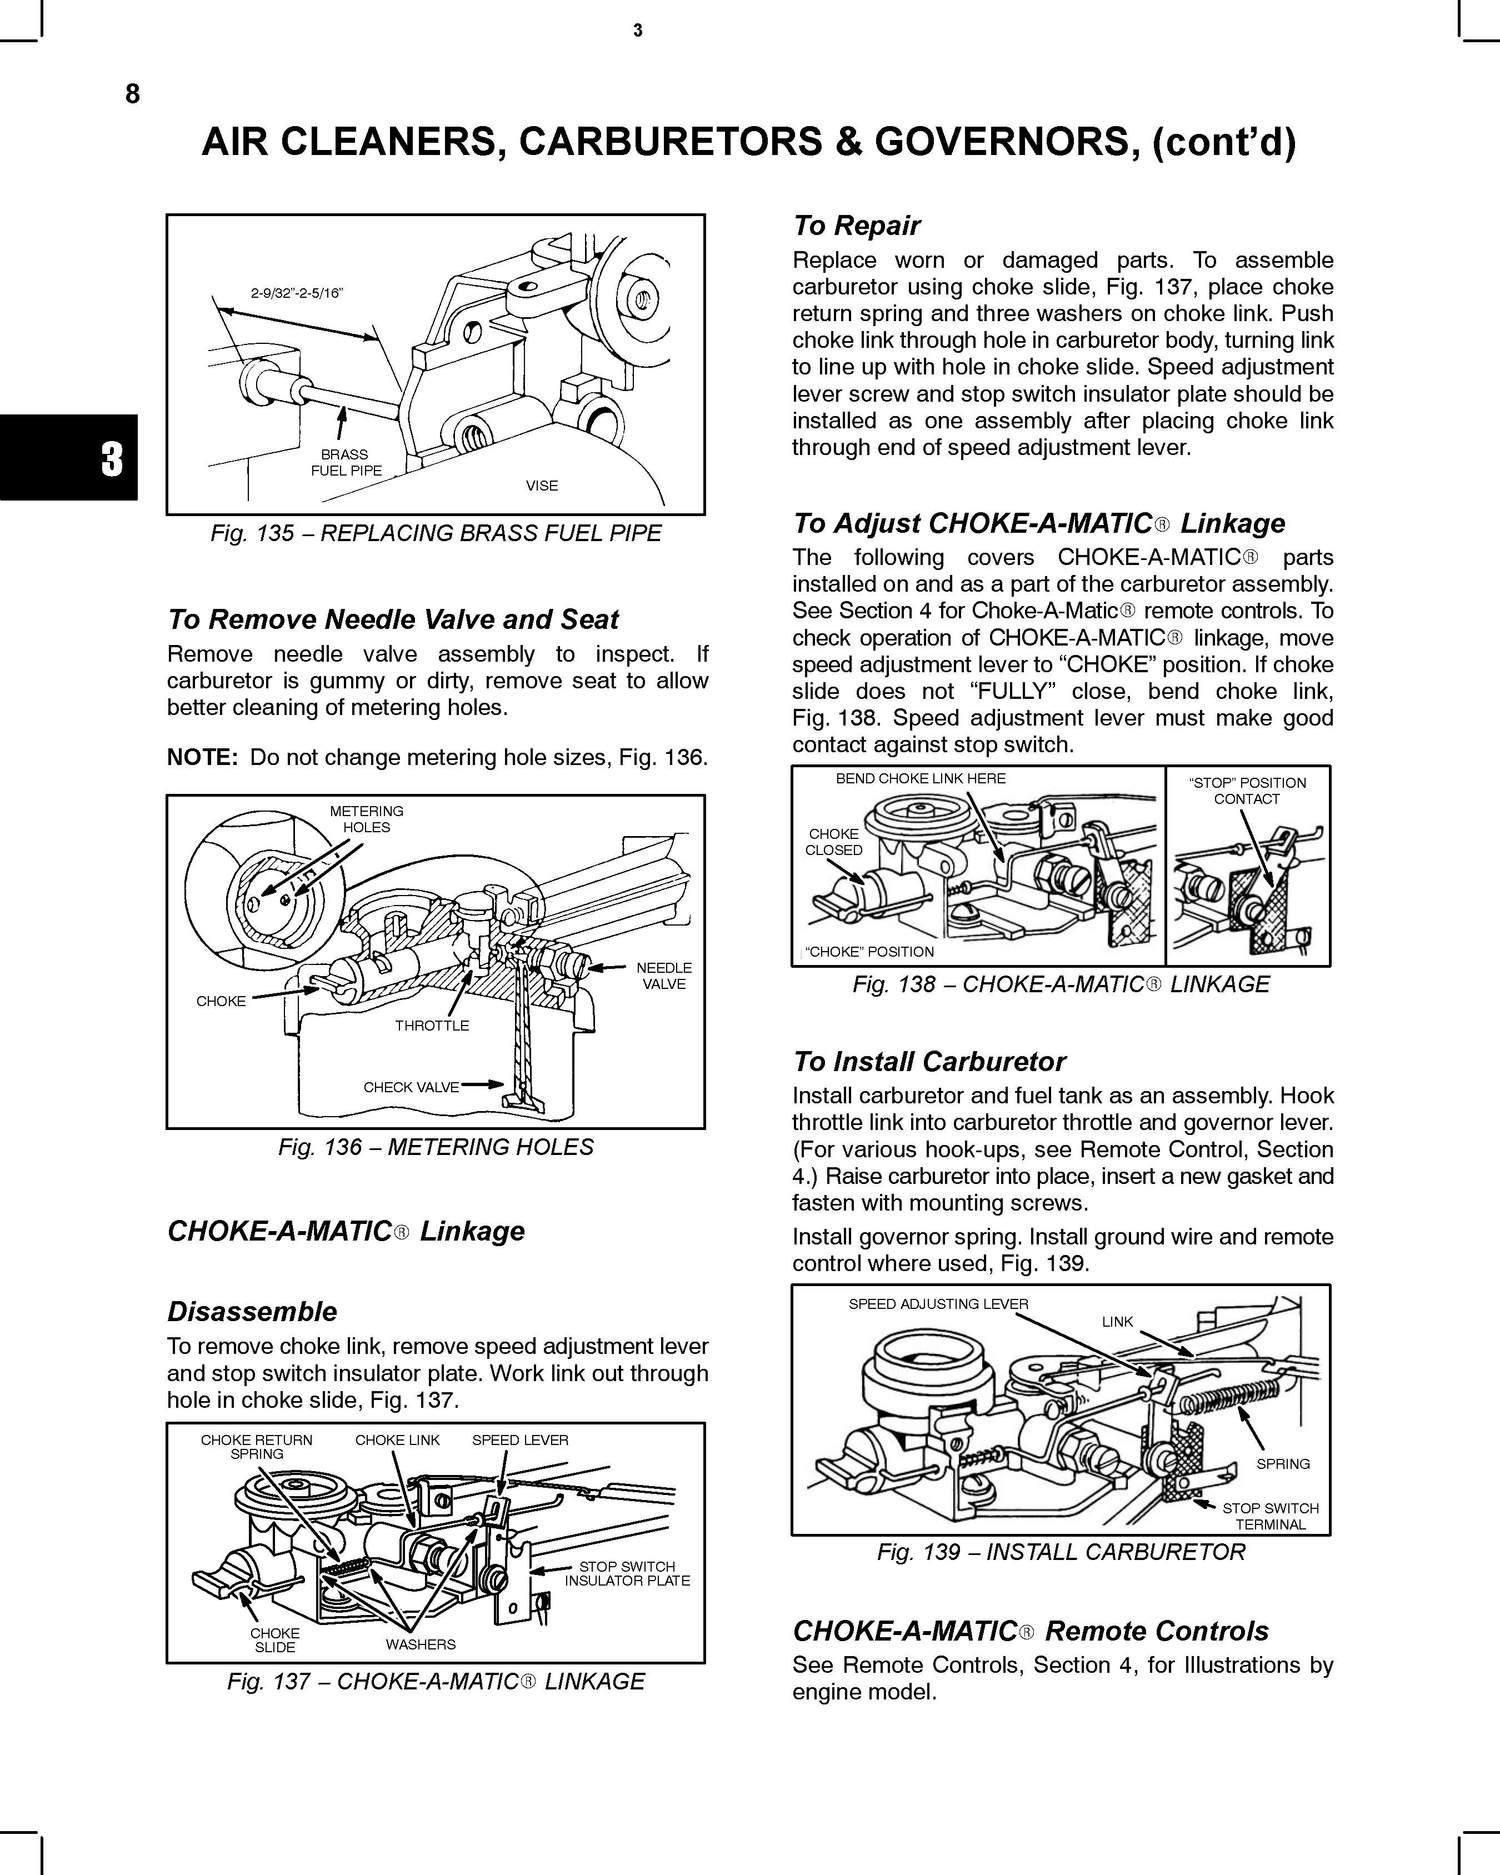 3
8
AIR CLEANERS, CARBURETORS & GOVERNORS, (cont’d)
2-9/32”-2-5/16”
BRASS
FUEL PIPE
VISE
Fig. 135 – REPLACING BRASS FUEL PIPE
3
To Remove Needle Valve and Seat
Remove needle valve assembly to inspect. If
carburetor is gummy or dirty, remove seat to allow
better cleaning of metering holes.
NOTE: Do not change metering hole sizes, Fig. 136.
METERING
HOLES
NEEDLE
VALVE
CHOKE
THROTTLE
CHECK VALVE
Fig. 136 – METERING HOLES
CHOKE-A-MATIC® Linkage
Disassemble
To remove choke link, remove speed adjustment lever
and stop switch insulator plate. Work link out through
hole in choke slide, Fig. 137.
CHOKE RETURN
SPRING
CHOKE LINK
SPEED LEVER
STOP SWITCH
INSULATOR PLATE
CHOKE
SLIDE
WASHERS
Fig. 137 – CHOKE-A-MATIC® LINKAGE
To Repair
Replace worn or damaged parts. To assemble
carburetor using choke slide, Fig. 137, place choke
return spring and three washers on choke link. Push
choke link through hole in carburetor body, turning link
to line up with hole in choke slide. Speed adjustment
lever screw and stop switch insulator plate should be
installed as one assembly after placing choke link
through end of speed adjustment lever.
To Adjust CHOKE-A-MATIC® Linkage
The following covers CHOKE-A-MATIC® parts
installed on and as a part of the carburetor assembly.
See Section 4 for Choke-A-Matic® remote controls. To
check operation of CHOKE-A-MATIC® linkage, move
speed adjustment lever to “CHOKE” position. If choke
slide does not “FULLY” close, bend choke link,
Fig. 138. Speed adjustment lever must make good
contact against stop switch.
BEND CHOKE LINK HERE
CHOKE
CLOSED
“CHOKE” POSITION
“STOP” POSITION
CONTACT
Fig. 138 – CHOKE-A-MATIC® LINKAGE
To Install Carburetor
Install carburetor and fuel tank as an assembly. Hook
throttle link into carburetor throttle and governor lever.
(For various hook-ups, see Remote Control, Section
4.) Raise carburetor into place, insert a new gasket and
fasten with mounting screws.
Install governor spring. Install ground wire and remote
control where used, Fig. 139.
SPEED ADJUSTING LEVER
LINK
SPRING
STOP SWITCH
TERMINAL
Fig. 139 – INSTALL CARBURETOR
CHOKE-A-MATIC® Remote Controls
See Remote Controls, Section 4, for Illustrations by
engine model.